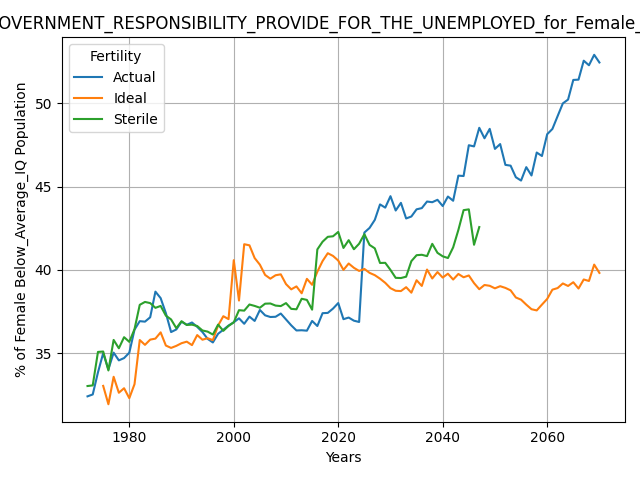 OVERNMENT_RESPONSIBILITY_PROVIDE_FOR_THE_UNEMPLOYED_for_Female_
Fertility
Actual
Ideal
Sterile
% of Female Below_Average_IQ Population
50
45
40
35
1980 2000 2020 2040 2060
Years